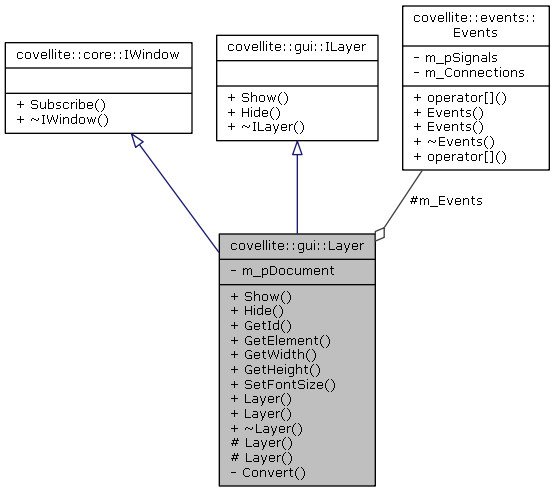 covellite::core::IWindow
+ Subscribe()
+ ~IWindow()
covellite::gui::ILayer
+ Show()
+ Hide()
+ ~ILayer()
covellite::events::
Events
- m_pSignals
- m_Connections
+ operator[]()
+ Events()
+ Events()
+ ~Events()
+ operator[]()
#m_Events
covellite::gui::Layer
- m_pDocument
+ Show()
+ Hide()
+ GetId()
+ GetElement()
+ GetWidth()
+ GetHeight()
+ SetFontSize()
+ Layer()
+ Layer()
+ ~Layer()
# Layer()
# Layer()
- Convert()